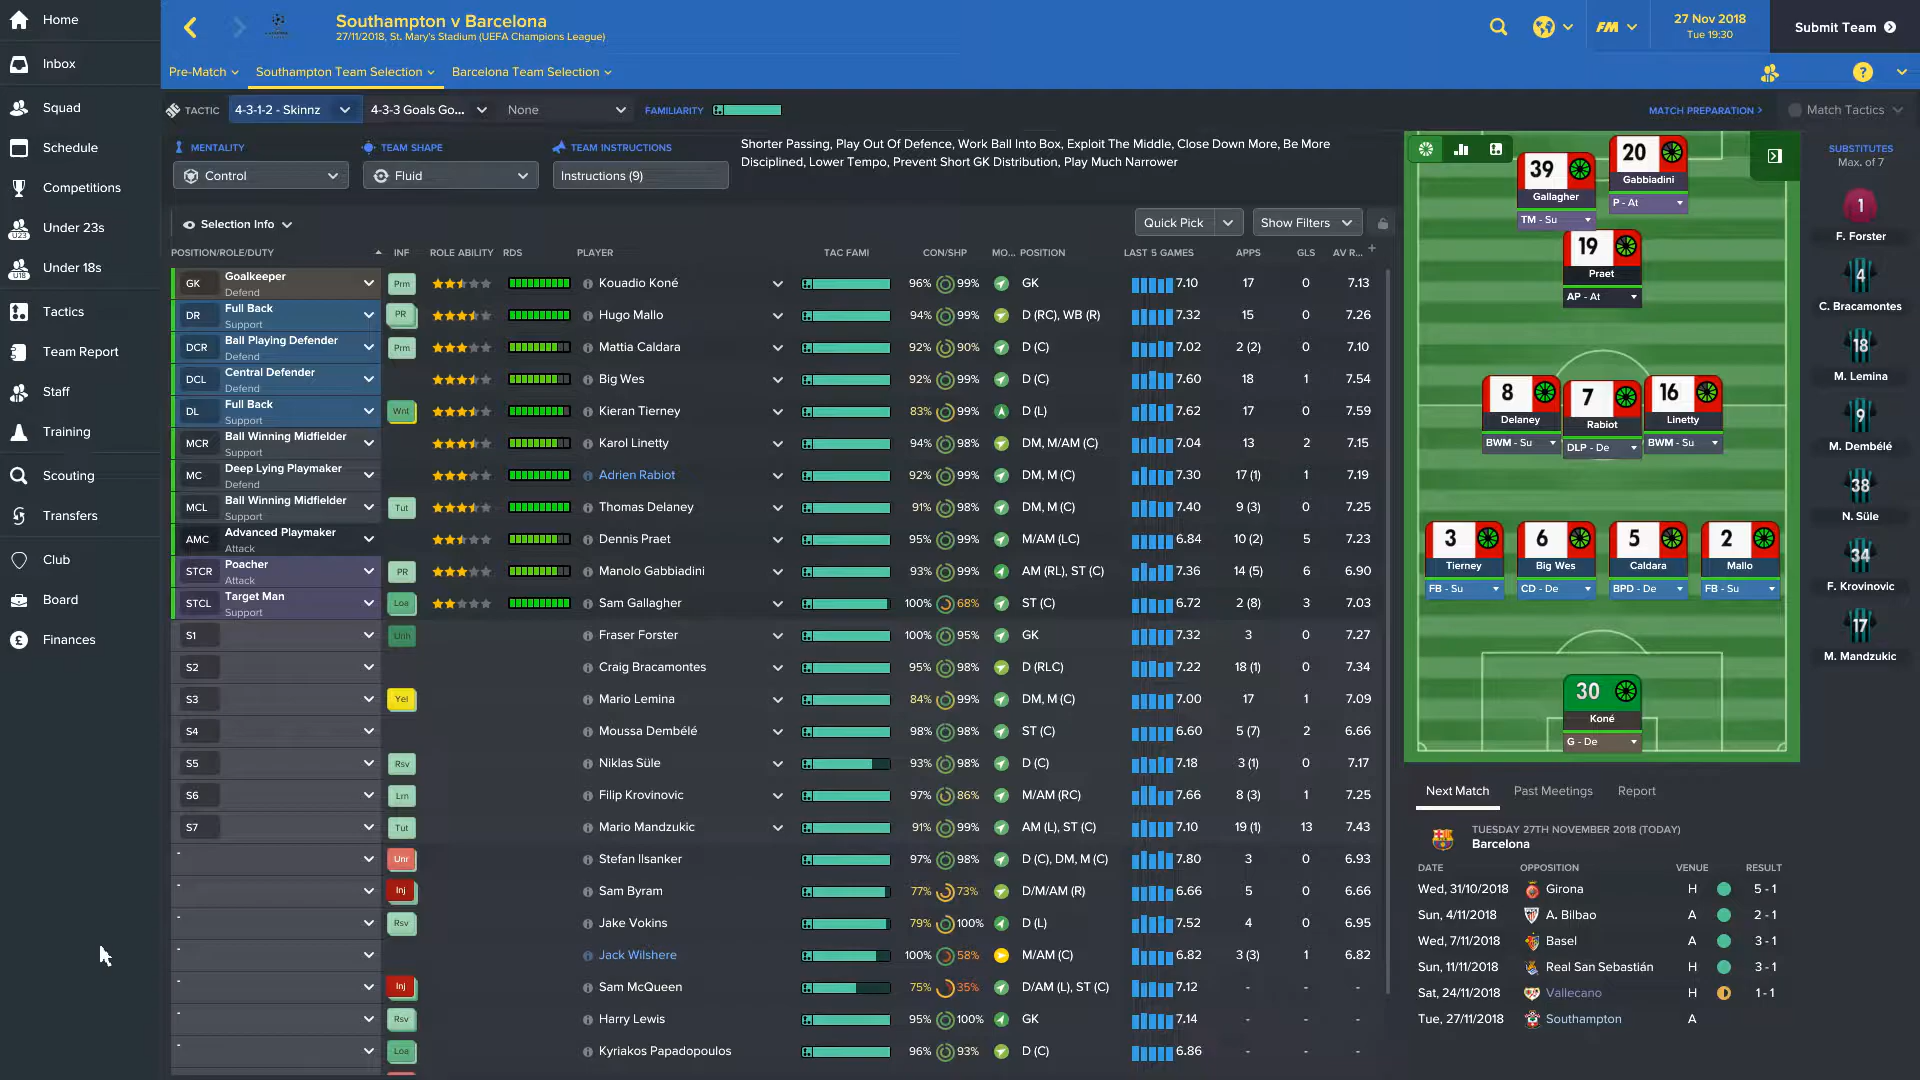 Home
Inbox
Squad
Schedule
Competitions
Under 23s
Under 18s
Tactics
Team Report
Staff
Training
Scouting
Transfers
Club
Board
Finances
Southampton v Barcelona
27/11/2018, St. Mary's Stadium (UEFA Champions League)
FM
27 Nov 2018
Tue 19:30
Submit Team
Pre-Match
Southampton Team Selection
Barcelona Team Selection
?
TACTIC
4-3-1-2 - Skinnz
4-3-3 Goals Go...
None
FAMILIARITY
MATCH PREPARATION >
Match Tactics
MENTALITY
Control
TEAM SHAPE
Fluid
TEAM INSTRUCTIONS
Instructions (9)
Shorter Passing, Play Out Of Defence, Work Ball Into Box, Exploit The Middle, Close Down More, Be More
Disciplined, Lower Tempo, Prevent Short GK Distribution, Play Much Narrower
Selection Info
Quick Pick
Show Filters
POSITION/ROLE/DUTY INF ROLE ABILITY RDS PLAYER TAC FAMI CON/SHP MO... POSITION LAST 5 GAMES APPS GLS AV R... +
GK Goalkeeper Defend Prm Kouadio Koné 96% 99% GK 7.10 17 0 7.13
DR Full Back Support PR Hugo Mallo 94% 99% D (RC), WB (R) 7.32 15 0 7.26
DCR Ball Playing Defender Defend Prm Mattia Caldara 92% 90% D (C) 7.02 2 (2) 0 7.10
DCL Central Defender Defend Big Wes 92% 99% D (C) 7.60 18 1 7.54
DL Full Back Support Wnt Kieran Tierney 83% 99% D (L) 7.62 17 0 7.59
MCR Ball Winning Midfielder Support Karol Linetty 94% 98% DM, M/AM (C) 7.04 13 2 7.15
MC Deep Lying Playmaker Defend Adrien Rabiot 92% 99% DM, M (C) 7.30 17 (1) 1 7.19
MCL Ball Winning Midfielder Support Tut Thomas Delaney 91% 98% DM, M (C) 7.40 9 (3) 0 7.25
AMC Advanced Playmaker Attack Dennis Praet 95% 99% M/AM (LC) 6.84 10 (2) 5 7.23
STCR Poacher Attack PR Manolo Gabbiadini 93% 99% AM (RL), ST (C) 7.36 14 (5) 6 6.90
STCL Target Man Support Loa Sam Gallagher 100% 68% ST (C) 6.72 2 (8) 3 7.03
S1 Unh Fraser Forster 100% 95% GK 7.32 3 0 7.27
S2 Craig Bracamontes 95% 98% D (RLC) 7.22 18 (1) 0 7.34
S3 Yel Mario Lemina 84% 99% DM, M (C) 7.00 17 1 7.09
S4 Moussa Dembélé 98% 98% ST (C) 6.60 5 (7) 2 6.66
S5 Rsv Niklas Süle 93% 98% D (C) 7.18 3 (1) 0 7.17
S6 Lrn Filip Krovinovic 97% 86% M/AM (RC) 7.66 8 (3) 1 7.25
S7 Tut Mario Mandzukic 91% 99% AM (L), ST (C) 7.10 19 (1) 13 7.43
- Unr Stefan Ilsanker 97% 98% D (C), DM, M (C) 7.80 3 0 6.93
- Inj Sam Byram 77% 73% D/M/AM (R) 6.66 5 0 6.66
- Rsv Jake Vokins 79% 100% D (L) 7.52 4 0 6.95
- Jack Wilshere 100% 58% M/AM (C) 6.82 3 (3) 1 6.82
- Inj Sam McQueen 75% 35% D/AM (L), ST (C) 7.12 - - -
- Rsv Harry Lewis 95% 100% GK 7.14 - - -
- Loa Kyriakos Papadopoulos 96% 93% D (C) 6.86 - - -
39 Gallagher TM - Su
20 Gabbiadini P - At
19 Praet AP - At
8 Delaney BWM - Su
7 Rabiot DLP - De
16 Linetty BWM - Su
3 Tierney FB - Su
6 Big Wes CD - De
5 Caldara BPD - De
2 Mallo FB - Su
30 Koné G - De
SUBSTITUTES
Max. of 7
1
F. Forster
4
C. Bracamontes
18
M. Lemina
9
M. Dembélé
38
N. Süle
34
F. Krovinovic
17
M. Mandzukic
Next Match
Past Meetings
Report
TUESDAY 27TH NOVEMBER 2018 (TODAY)
Barcelona
DATE OPPOSITION VENUE RESULT
Wed, 31/10/2018 Girona H 5 - 1
Sun, 4/11/2018 A. Bilbao A 2 - 1
Wed, 7/11/2018 Basel A 3 - 1
Sun, 11/11/2018 Real San Sebastián H 3 - 1
Sat, 24/11/2018 Vallecano H 1 - 1
Tue, 27/11/2018 Southampton A